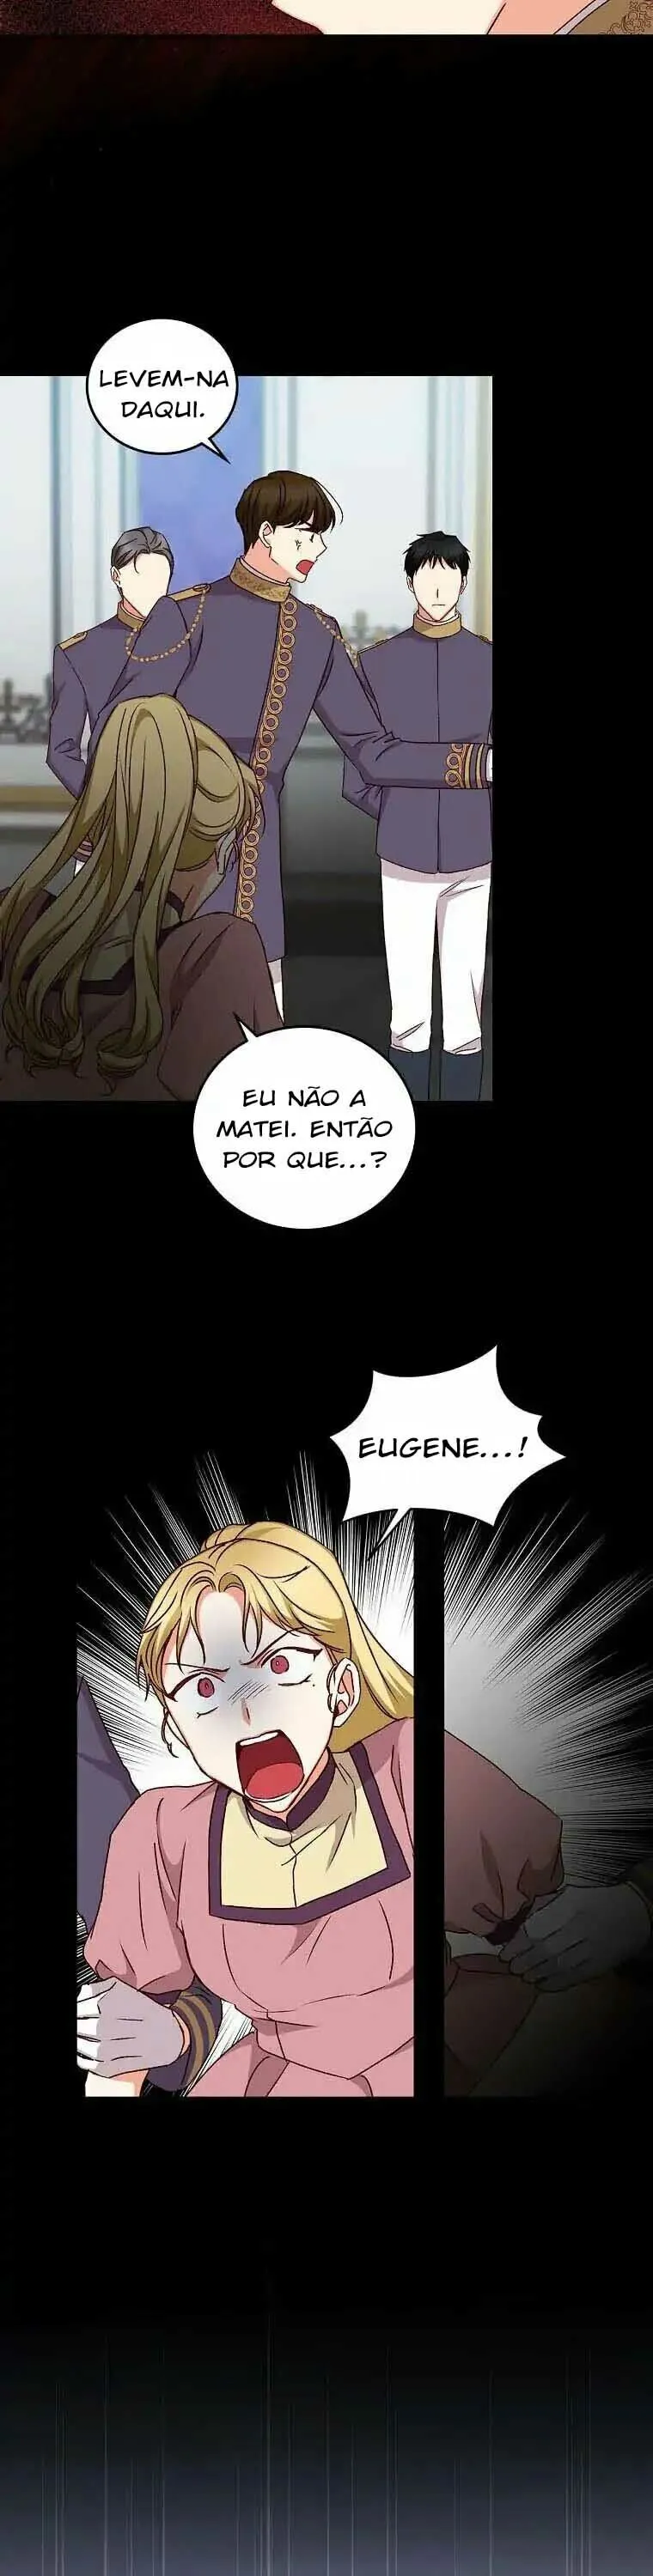 LEVEM-NA
DAQUI.
EU NÃO A
MATEI. ENTÃO
POR QUE...?
EUGENE...!